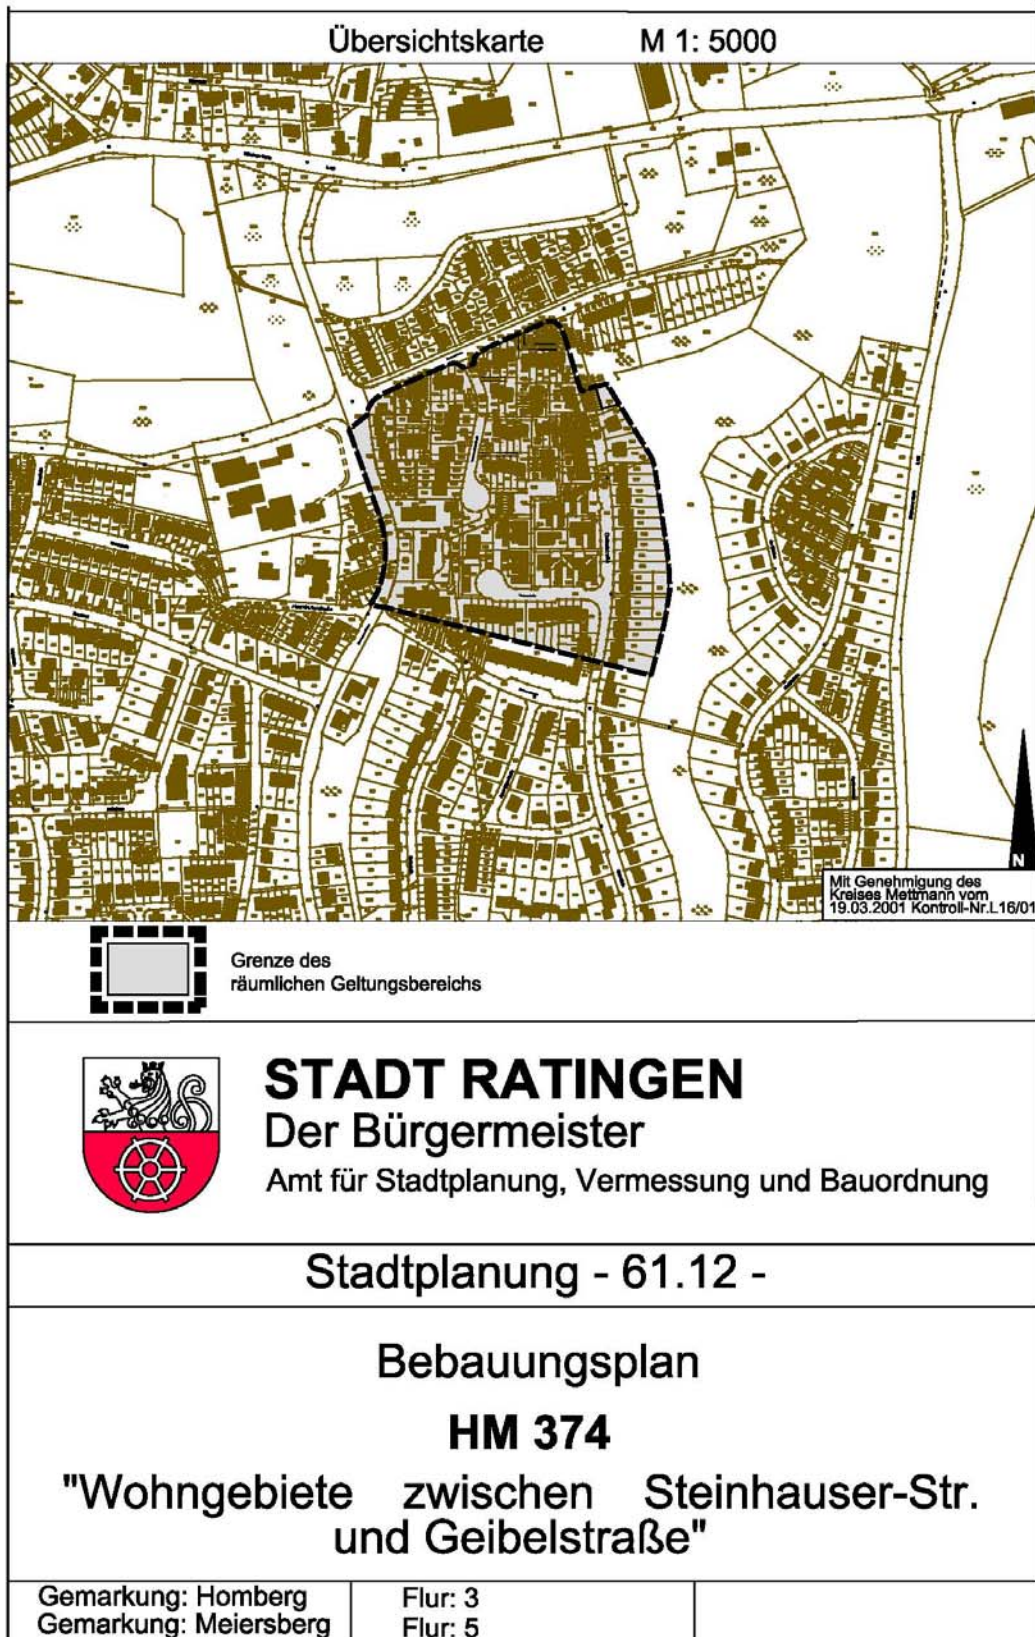 Übersichtskarte M 1: 5000
N
Mit Genehmigung des
Kreises Mettmann vom
19.03.2001 Kontroll-Nr.L16/01
Grenze des
räumlichen Geltungsbereichs
STADT RATINGEN
Der Bürgermeister
Amt für Stadtplanung, Vermessung und Bauordnung
Stadtplanung - 61.12 -
Bebauungsplan
HM 374
"Wohngebiete zwischen Steinhauser-Str.
und Geibelstraße"
Gemarkung: Homberg Flur: 3
Gemarkung: Meiersberg Flur: 5